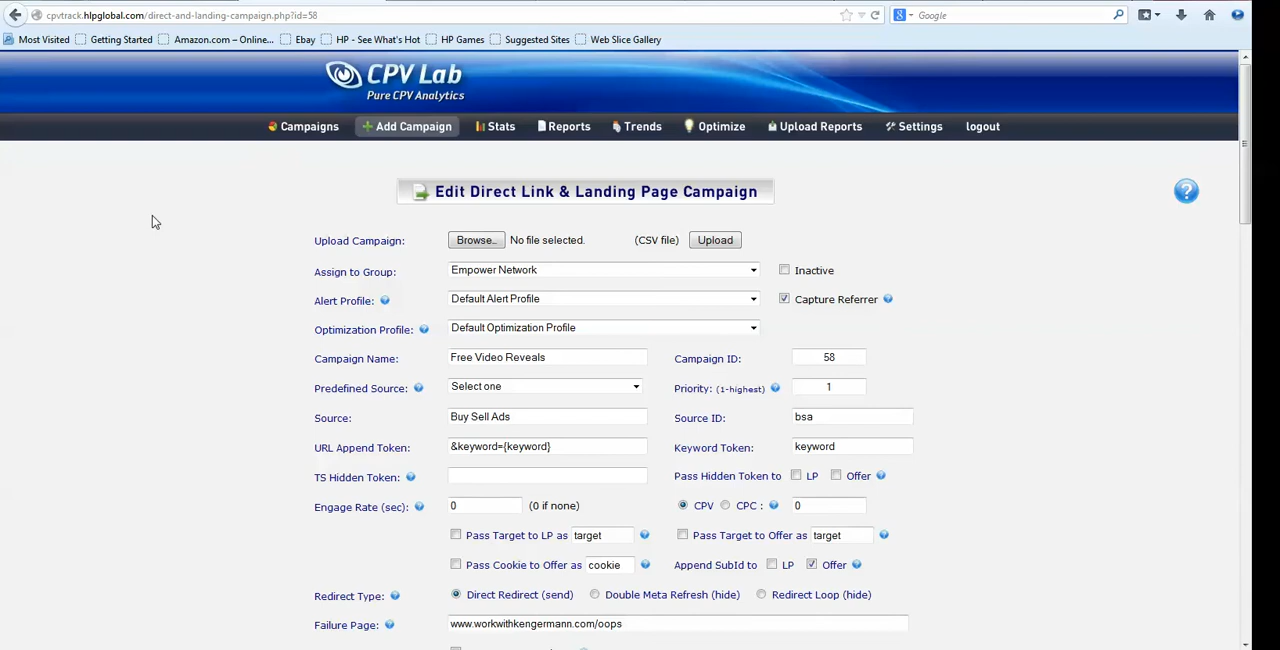 cpvtrack.hlpglobal.com/direct-and-landing-campaign.php?id=58 Google
Most Visited Getting Started Amazon.com – Online... Ebay HP - See What's Hot HP Games Suggested Sites Web Slice Gallery
CPV Lab
Pure CPV Analytics
Campaigns Add Campaign Stats Reports Trends Optimize Upload Reports Settings logout
Edit Direct Link & Landing Page Campaign
Upload Campaign: Browse... No file selected. (CSV file) Upload
Assign to Group: Empower Network Inactive
Alert Profile: Default Alert Profile Capture Referrer
Optimization Profile: Default Optimization Profile
Campaign Name: Free Video Reveals Campaign ID: 58
Predefined Source: Select one Priority: (1-highest) 1
Source: Buy Sell Ads Source ID: bsa
URL Append Token: &keyword={keyword} Keyword Token: keyword
TS Hidden Token: Pass Hidden Token to LP Offer
Engage Rate (sec): 0 (0 if none) CPV CPC : 0
Pass Target to LP as target Pass Target to Offer as target
Pass Cookie to Offer as cookie Append SubId to LP Offer
Redirect Type: Direct Redirect (send) Double Meta Refresh (hide) Redirect Loop (hide)
Failure Page: www.workwithkengermann.com/oops